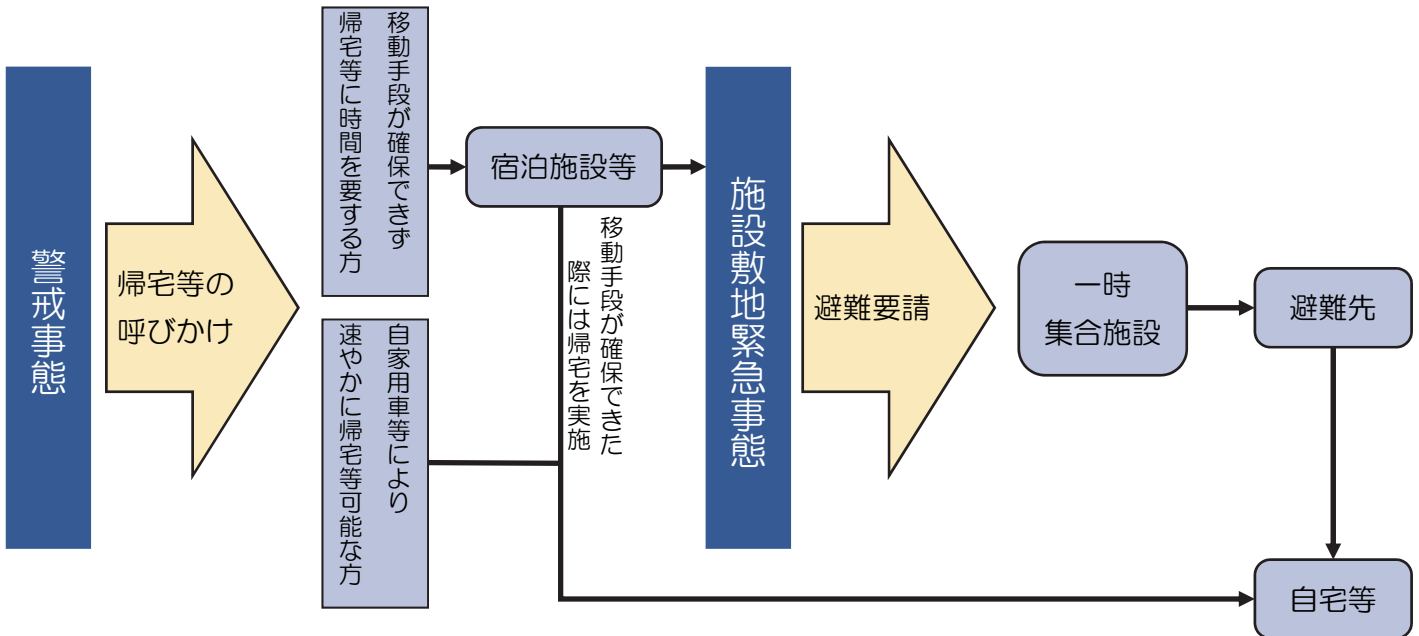 警戒事態
帰宅等の
呼びかけ
移動手段が確保できず
帰宅等に時間を要する方
自家用車等により
速やかに帰宅等可能な方
宿泊施設等
移動手段が確保できた
際には帰宅を実施
施設敷地緊急事態
避難要請
一時
集合施設
避難先
自宅等